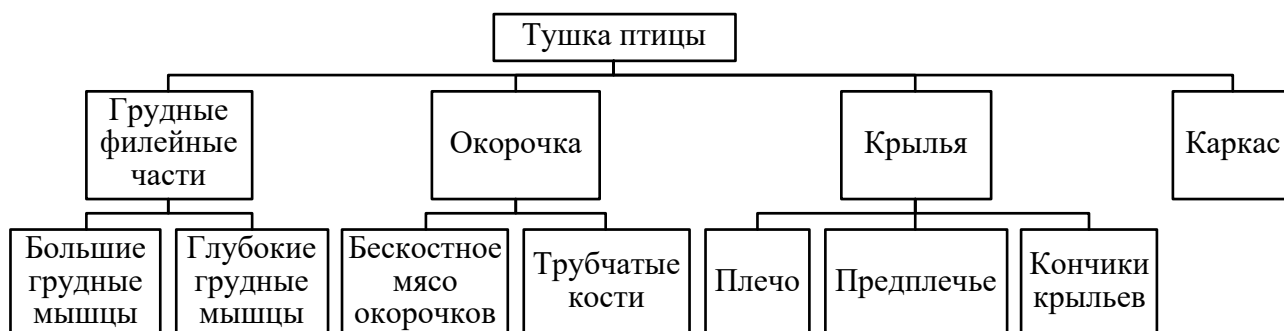 Тушка птицы
Грудные
филейные
части
Окорочка
Крылья
Каркас
Большие
грудные
мышцы
Глубокие
грудные
мышцы
Бескостное
мясо
окорочков
Трубчатые
кости
Плечо
Предплечье
Кончики
крыльев